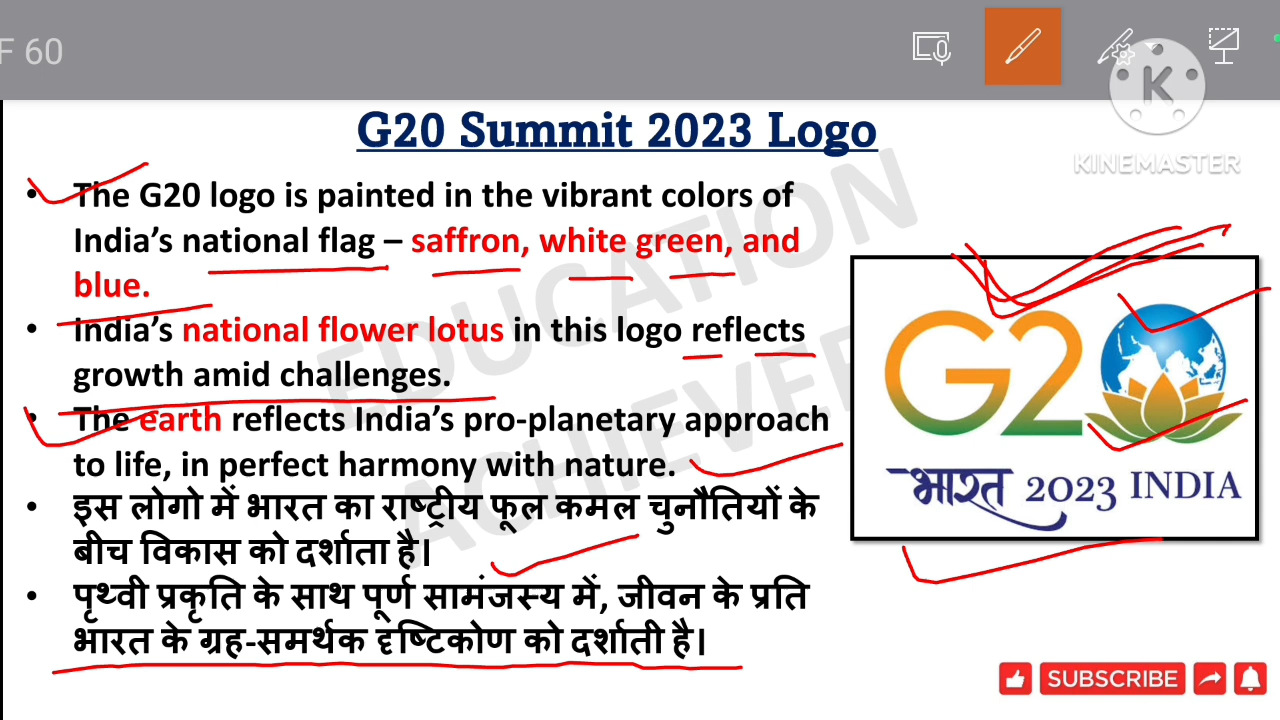 F 60
KINEMASTER
G20 Summit 2023 Logo
• The G20 logo is painted in the vibrant colors of
India’s national flag – saffron, white green, and
blue.
• India’s national flower lotus in this logo reflects
growth amid challenges.
• The earth reflects India’s pro-planetary approach
to life, in perfect harmony with nature.
• इस लोगो में भारत का राष्ट्रीय फूल कमल चुनौतियों के
बीच विकास को दर्शाता है।
• पृथ्वी प्रकृति के साथ पूर्ण सामंजस्य में, जीवन के प्रति
भारत के ग्रह-समर्थक दृष्टिकोण को दर्शाती है।
EDUCATION
G20
भारत 2023 INDIA
SUBSCRIBE